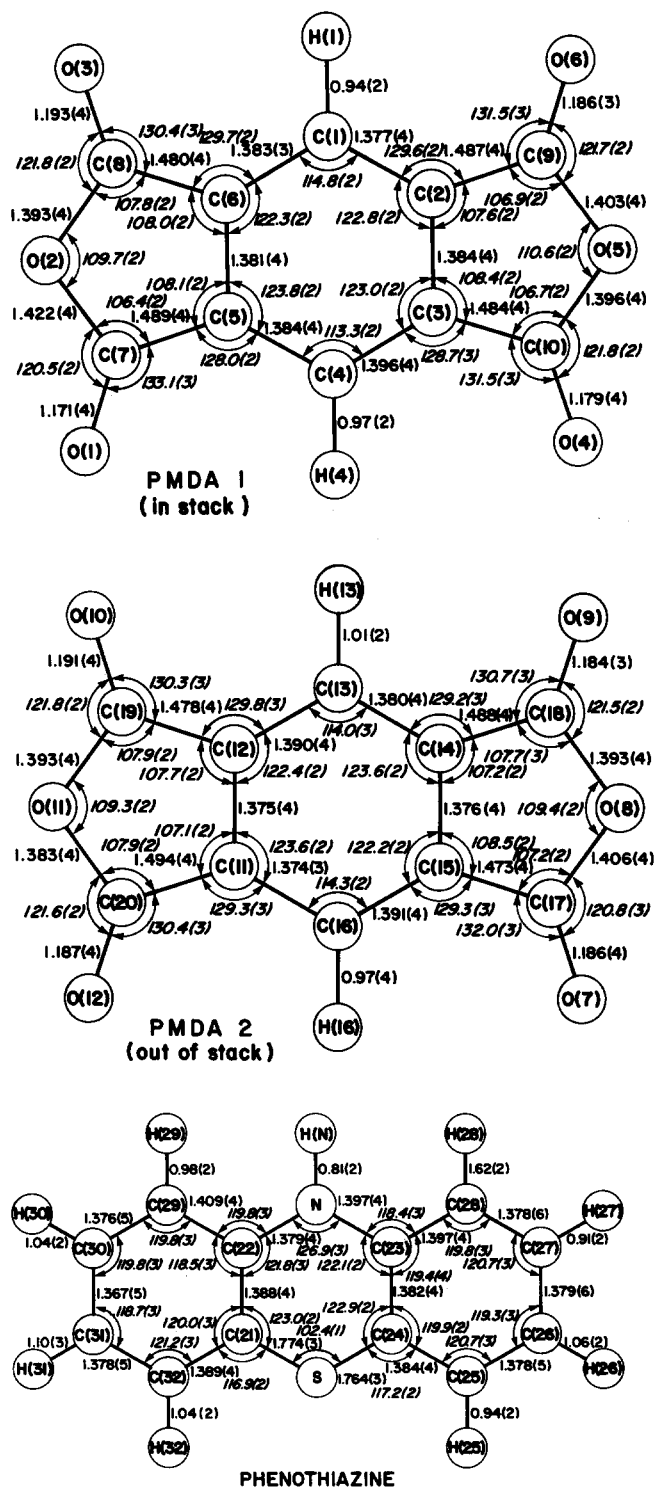 H(1)
O(3) O(6)
0.94(2)
1.193(4) 131.5(3) 1.186(3)
130.4(3) 129.7(2) C(1) 1.377(4) 129.6(2) 1.487(4) C(9) 121.7(2)
121.8(2) C(8) 1.480(4) 1.383(3) 114.8(2) C(2) 106.9(2)
107.8(2) C(6) 1.403(4)
1.393(4) 108.0(2) 122.3(2) 122.8(2) 107.6(2)
O(2) 109.7(2) 1.381(4) 1.384(4) 110.6(2) O(5)
108.1(2) 123.8(2) 123.0(2) 108.4(2) 106.7(2)
1.422(4) 106.4(2) C(5) C(3) 1.396(4)
1.489(4) 1.384(4) 113.3(2) 1.484(4)
120.5(2) C(7) 128.0(2) C(4) 1.396(4) 128.7(3) C(10) 121.8(2)
133.1(3) 131.5(3)
1.171(4) 0.97(2) 1.179(4)
O(1) O(4)
H(4)
PMDA 1
(in stack)
H(13)
O(10) O(9)
1.01(2)
1.191(4) 130.3(3) 130.7(3) 1.184(3)
121.8(2) C(19) 1.478(4) 129.8(3) C(13) 1.380(4) 129.2(3) 1.488(4) C(18) 121.5(2)
107.9(2) C(12) 1.390(4) 114.0(3) C(14) 107.7(3)
1.393(4) 107.7(2) 122.4(2) 123.6(2) 107.2(2) 1.393(4)
O(11) 109.3(2) 1.375(4) 1.376(4) 109.4(2) O(8)
107.9(2) 107.1(2) 123.6(2) 122.2(2) 108.5(2) 107.2(2)
1.383(4) 1.494(4) C(11) 1.374(3) 114.3(2) C(15) 1.473(4) 1.406(4)
121.6(2) C(20) 129.3(3) C(16) 1.391(4) 129.3(3) C(17) 120.8(3)
130.4(3) 132.0(3)
1.187(4) 0.97(4) 1.186(4)
O(12) O(7)
H(16)
PMDA 2
(out of stack)
H(29) H(N) H(28)
0.98(2) 0.81(2) 1.62(2)
H(30) C(29) 1.409(4) 119.8(3) N 1.397(4) 118.4(3) C(28) 1.378(6) H(27)
1.04(2) 1.376(5) 119.8(3) C(22) 1.379(4) 126.9(3) C(23) 1.397(4) 119.8(3) C(27) 0.91(2)
C(30) 119.8(3) 118.5(3) 121.8(3) 122.1(2) 119.4(4) 120.7(3)
1.367(5) 1.388(4) 1.382(4) 1.379(6)
118.7(3) 120.0(3) 123.0(2) 122.9(2) 119.3(3)
C(31) 121.2(3) C(21) 102.4(1) C(24) 119.9(2) C(26)
1.10(3) 1.378(5) 1.389(4) 1.774(3) 1.384(4) 120.7(3) 1.378(5) 1.06(2)
H(31) C(32) 116.9(2) S 1.764(3) 117.2(2) C(25) H(26)
1.04(2) 0.94(2)
H(32) H(25)
PHENOTHIAZINE